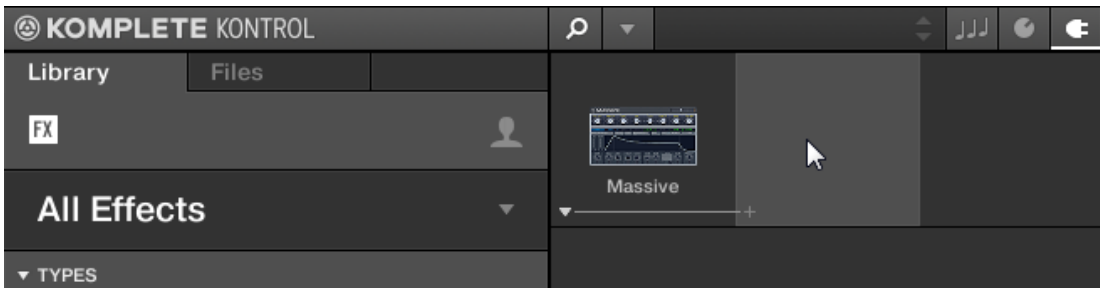 KOMPLETE KONTROL
Library
Files
FX
All Effects
TYPES
Massive